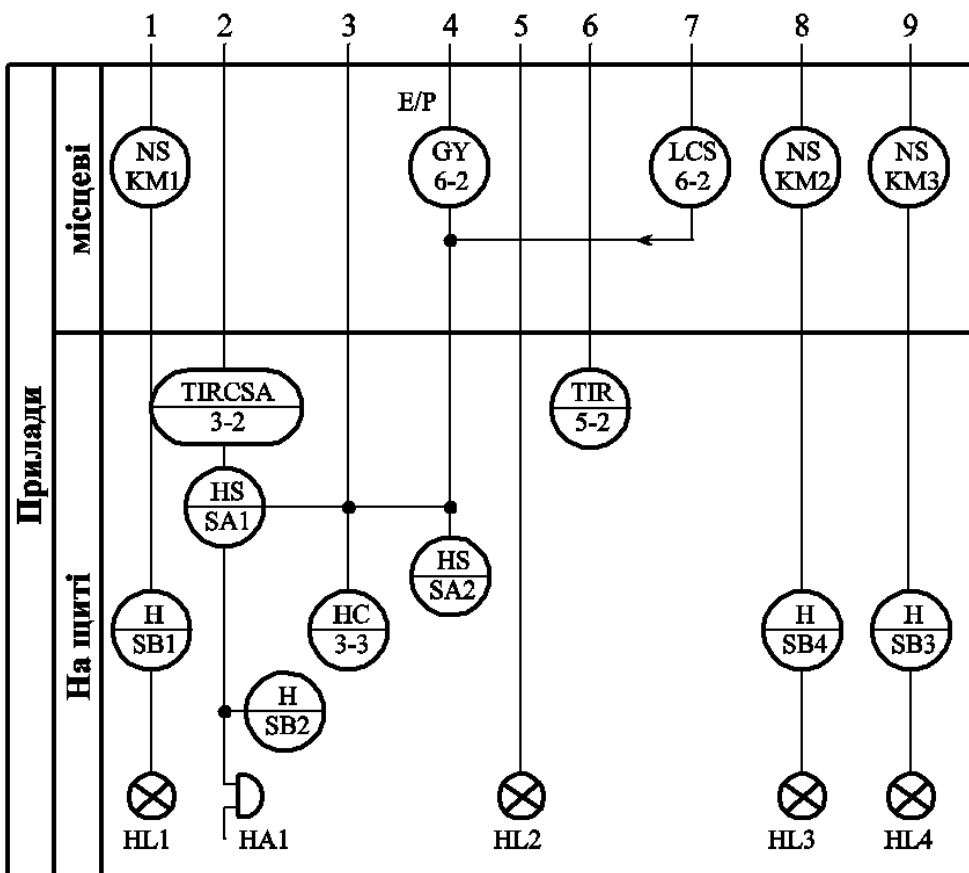 1 2 3 4 5 6 7 8 9
Прилади
місцеві
E/P
NS
KM1
GY
6-2
LCS
6-2
NS
KM2
NS
KM3
На щиті
TIRCSA
3-2
TIR
5-2
HS
SA1
HS
SA2
H
SB1
HC
3-3
H
SB4
H
SB3
H
SB2
HL1
HA1
HL2
HL3
HL4